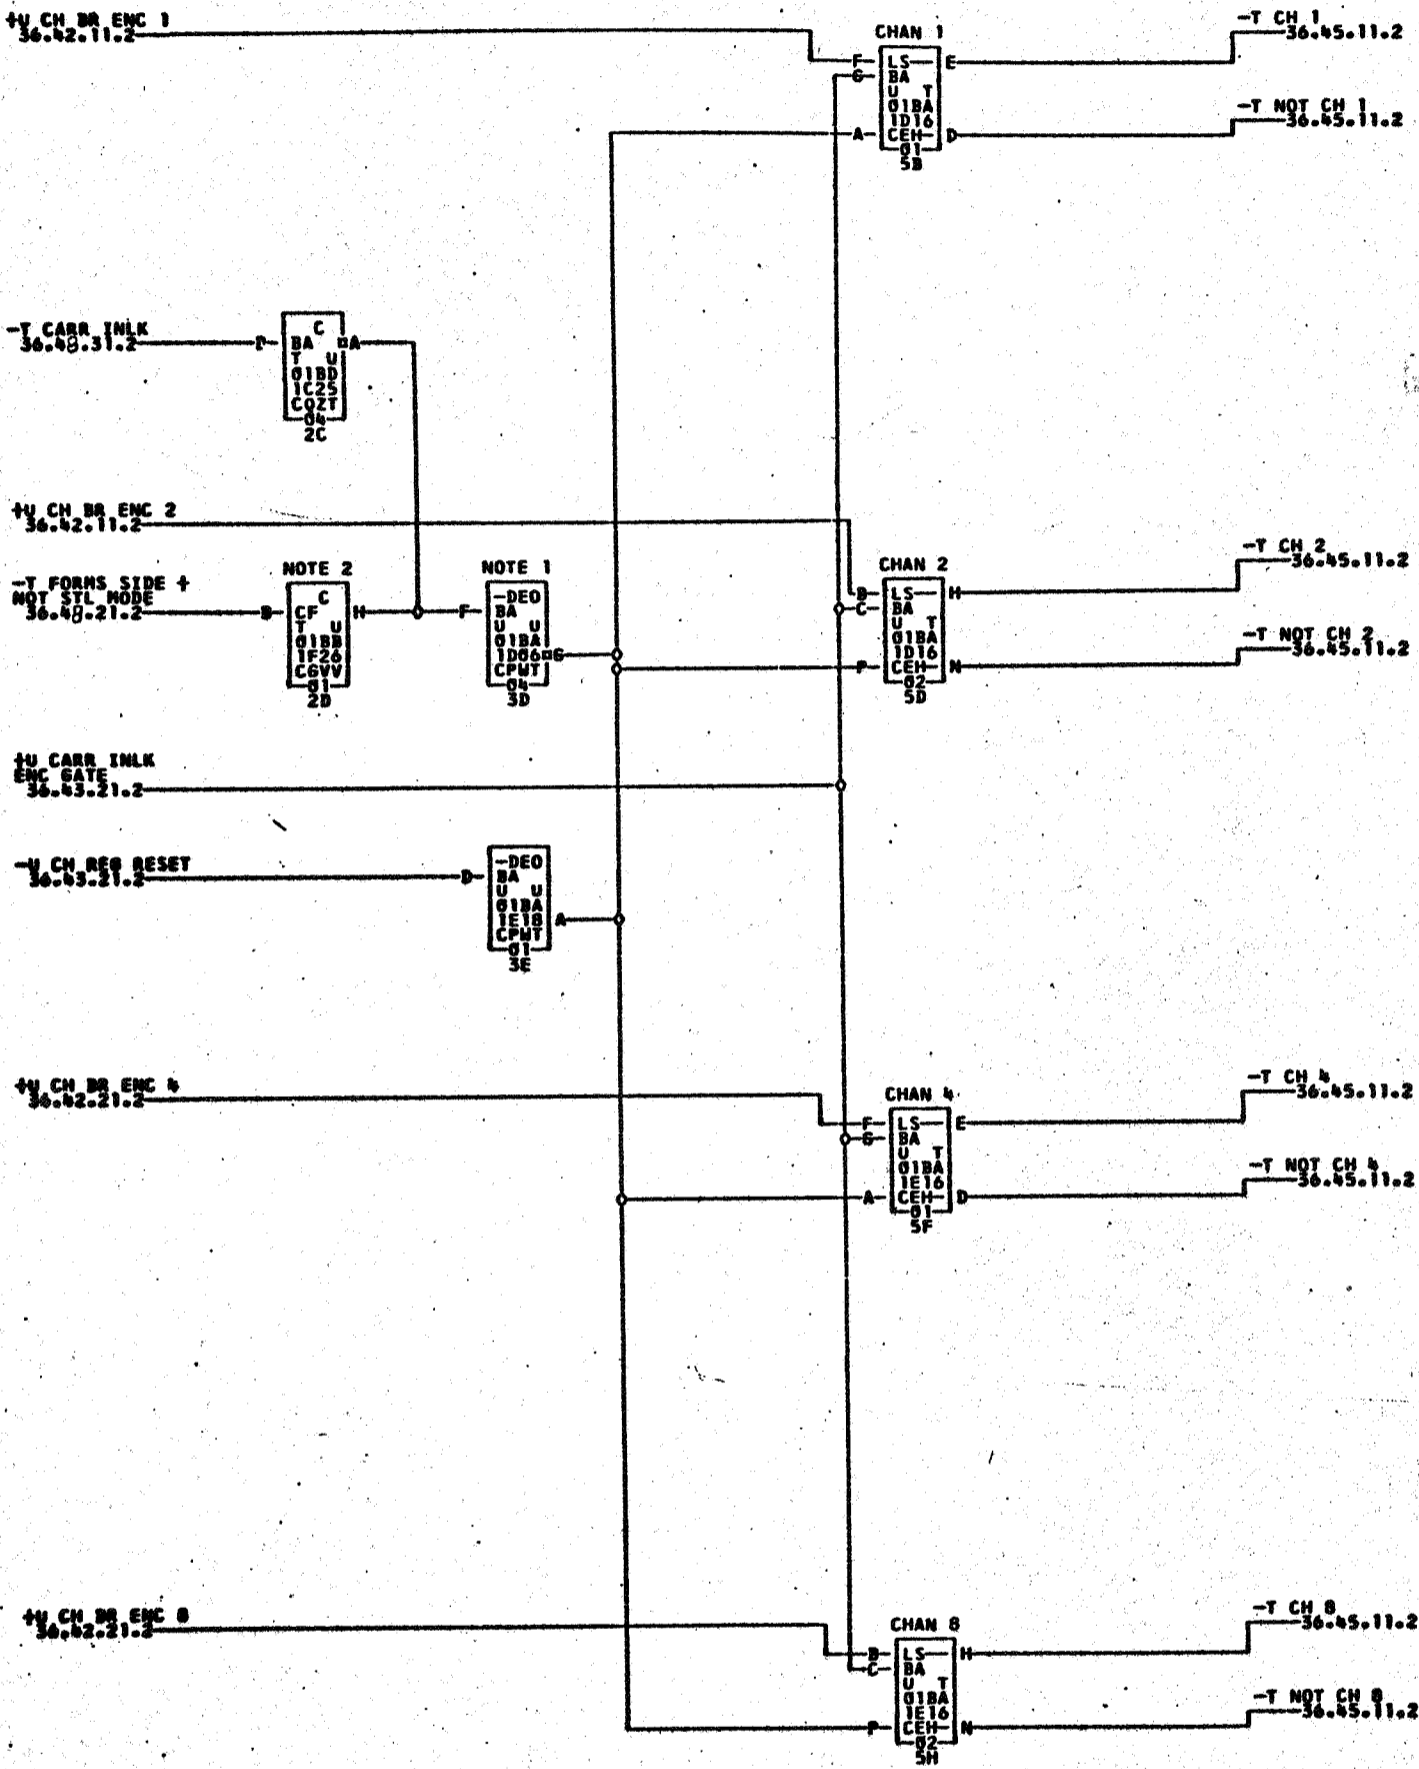 +U CH BR ENC 1
36.42.11.2
CHAN 1
F LS E
G BA
U T
01BA
1D16
A CEH D
01
5B
-T CH 1
36.45.11.2
-T NOT CH 1
36.45.11.2
-T CARR INLK
36.48.31.2
C
P BA A
T U
01BD
1C25
CQZT
04
2C
+U CH BR ENC 2
36.42.11.2
-T FORMS SIDE +
NOT STL MODE
36.48.21.2
NOTE 2
C
B CF H
T U
01BB
1F26
CGVV
01
2D
NOTE 1
-DEO
F BA
U U
01BA
1D06 G
CPWT
04
3D
CHAN 2
B LS H
C BA
U T
01BA
1D16
P CEH N
02
5D
-T CH 2
36.45.11.2
-T NOT CH 2
36.45.11.2
+U CARR INLK
ENC GATE
36.43.21.2
-U CH REG RESET
36.43.21.2
-DEO
D BA
U U
01BA
1E18 A
CPWT
01
3E
+U CH BR ENC 4
36.42.21.2
CHAN 4
F LS E
G BA
U T
01BA
1E16
A CEH D
01
5F
-T CH 4
36.45.11.2
-T NOT CH 4
36.45.11.2
+U CH BR ENC 8
36.42.21.2
CHAN 8
B LS H
C BA
U T
01BA
1E16
P CEH N
02
5H
-T CH 8
36.45.11.2
-T NOT CH 8
36.45.11.2